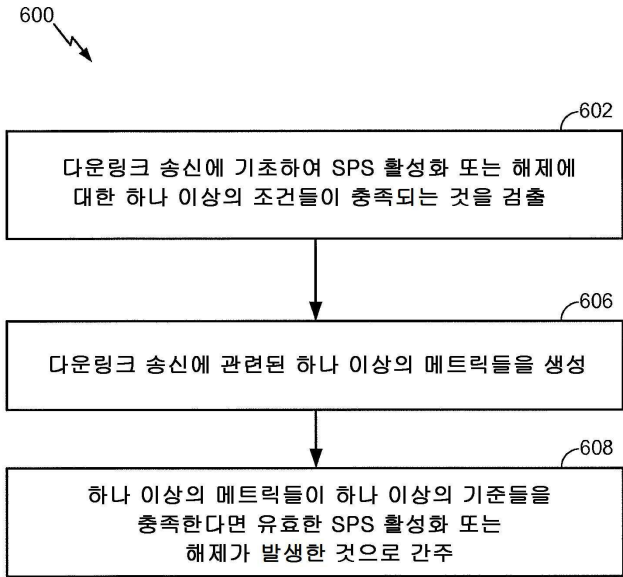 600
602
다운링크 송신에 기초하여 SPS 활성화 또는 해제에
대한 하나 이상의 조건들이 충족되는 것을 검출
606
다운링크 송신에 관련된 하나 이상의 메트릭들을 생성
608
하나 이상의 메트릭들이 하나 이상의 기준들을
충족한다면 유효한 SPS 활성화 또는
해제가 발생한 것으로 간주